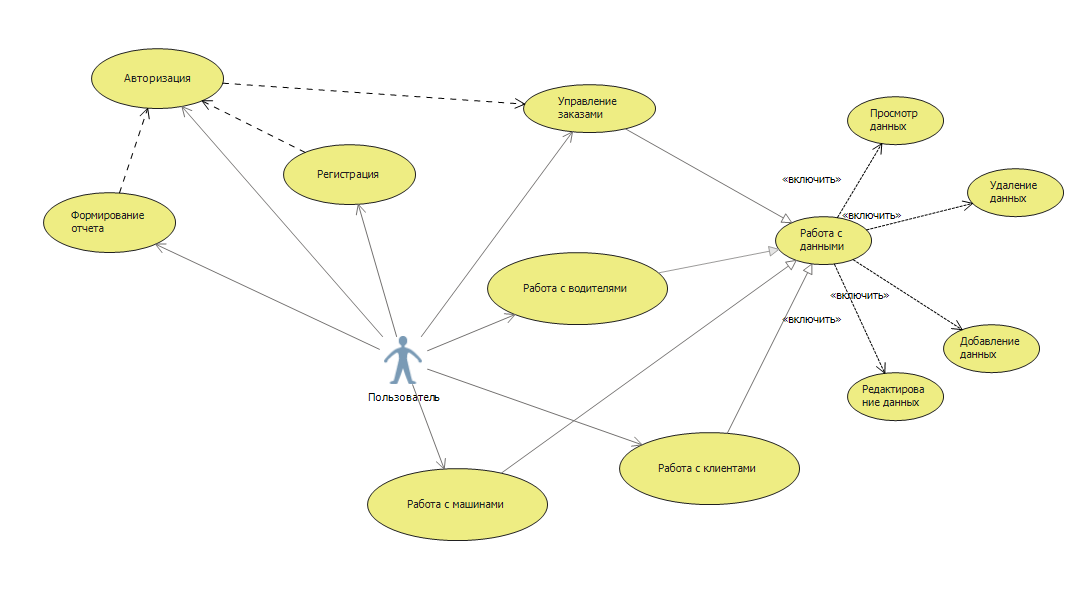 Авторизация
Управление
заказами
Просмотр
данных
Регистрация
«включить»
Удаление
данных
Формирование
отчета
«включить»
Работа с
данными
Работа с водителями
«включить»
«включить»
Добавление
данных
Пользователь
Редактирова
ние данных
Работа с клиентами
Работа с машинами